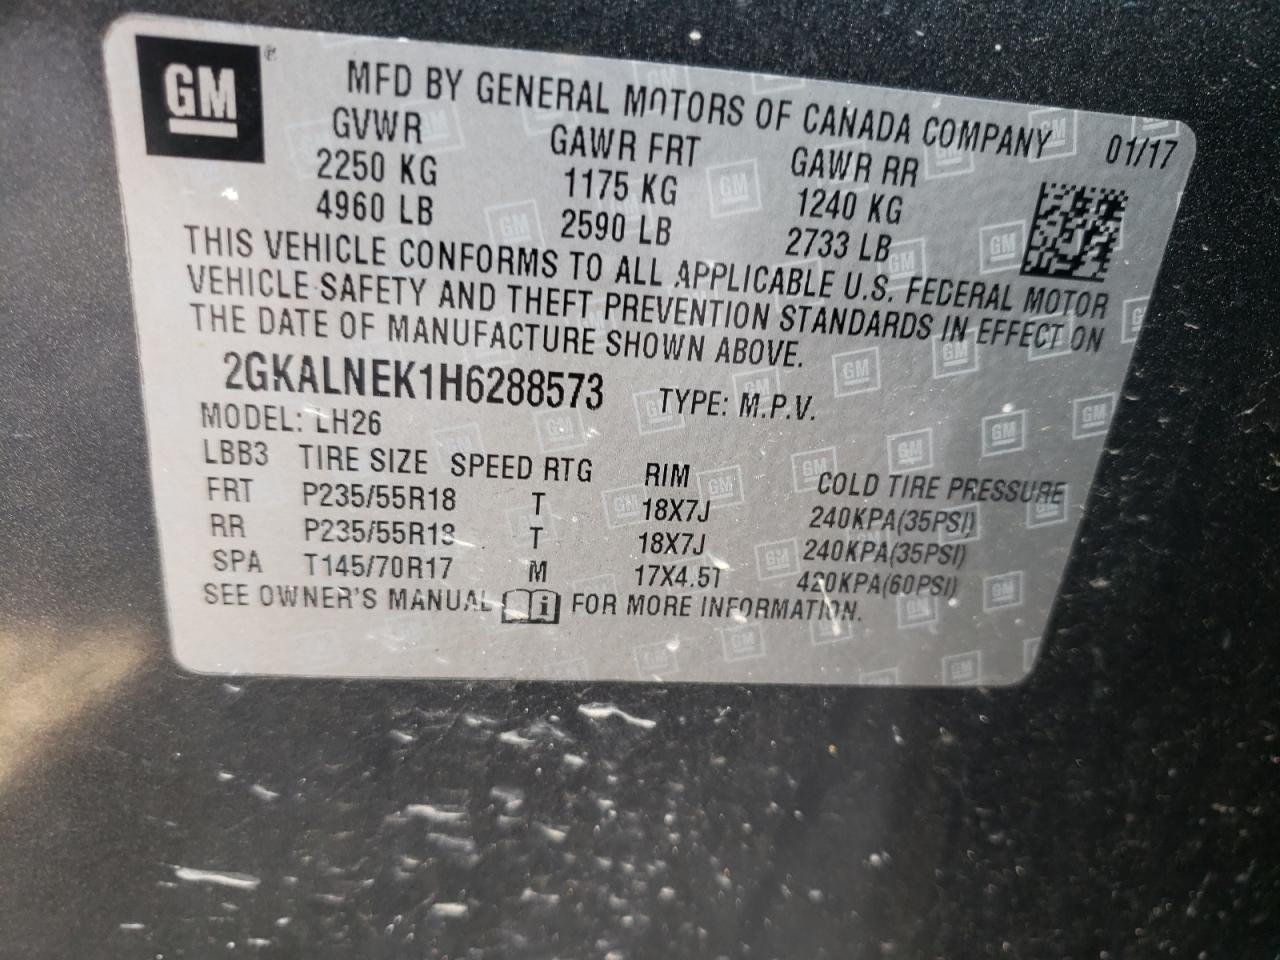 GM ®
MFD BY GENERAL MOTORS OF CANADA COMPANY 01/17
GVWR GAWR FRT GAWR RR
2250 KG 1175 KG 1240 KG
4960 LB 2590 LB 2733 LB
THIS VEHICLE CONFORMS TO ALL APPLICABLE U.S. FEDERAL MOTOR
VEHICLE SAFETY AND THEFT PREVENTION STANDARDS IN EFFECT ON
THE DATE OF MANUFACTURE SHOWN ABOVE.
2GKALNEK1H6288573 TYPE: M.P.V.
MODEL: LH26
LBB3 TIRE SIZE SPEED RTG RIM COLD TIRE PRESSURE
FRT P235/55R18 T 18X7J 240KPA(35PSI)
RR P235/55R18 T 18X7J 240KPA(35PSI)
SPA T145/70R17 M 17X4.5T 420KPA(60PSI)
SEE OWNER'S MANUAL i FOR MORE INFORMATION.